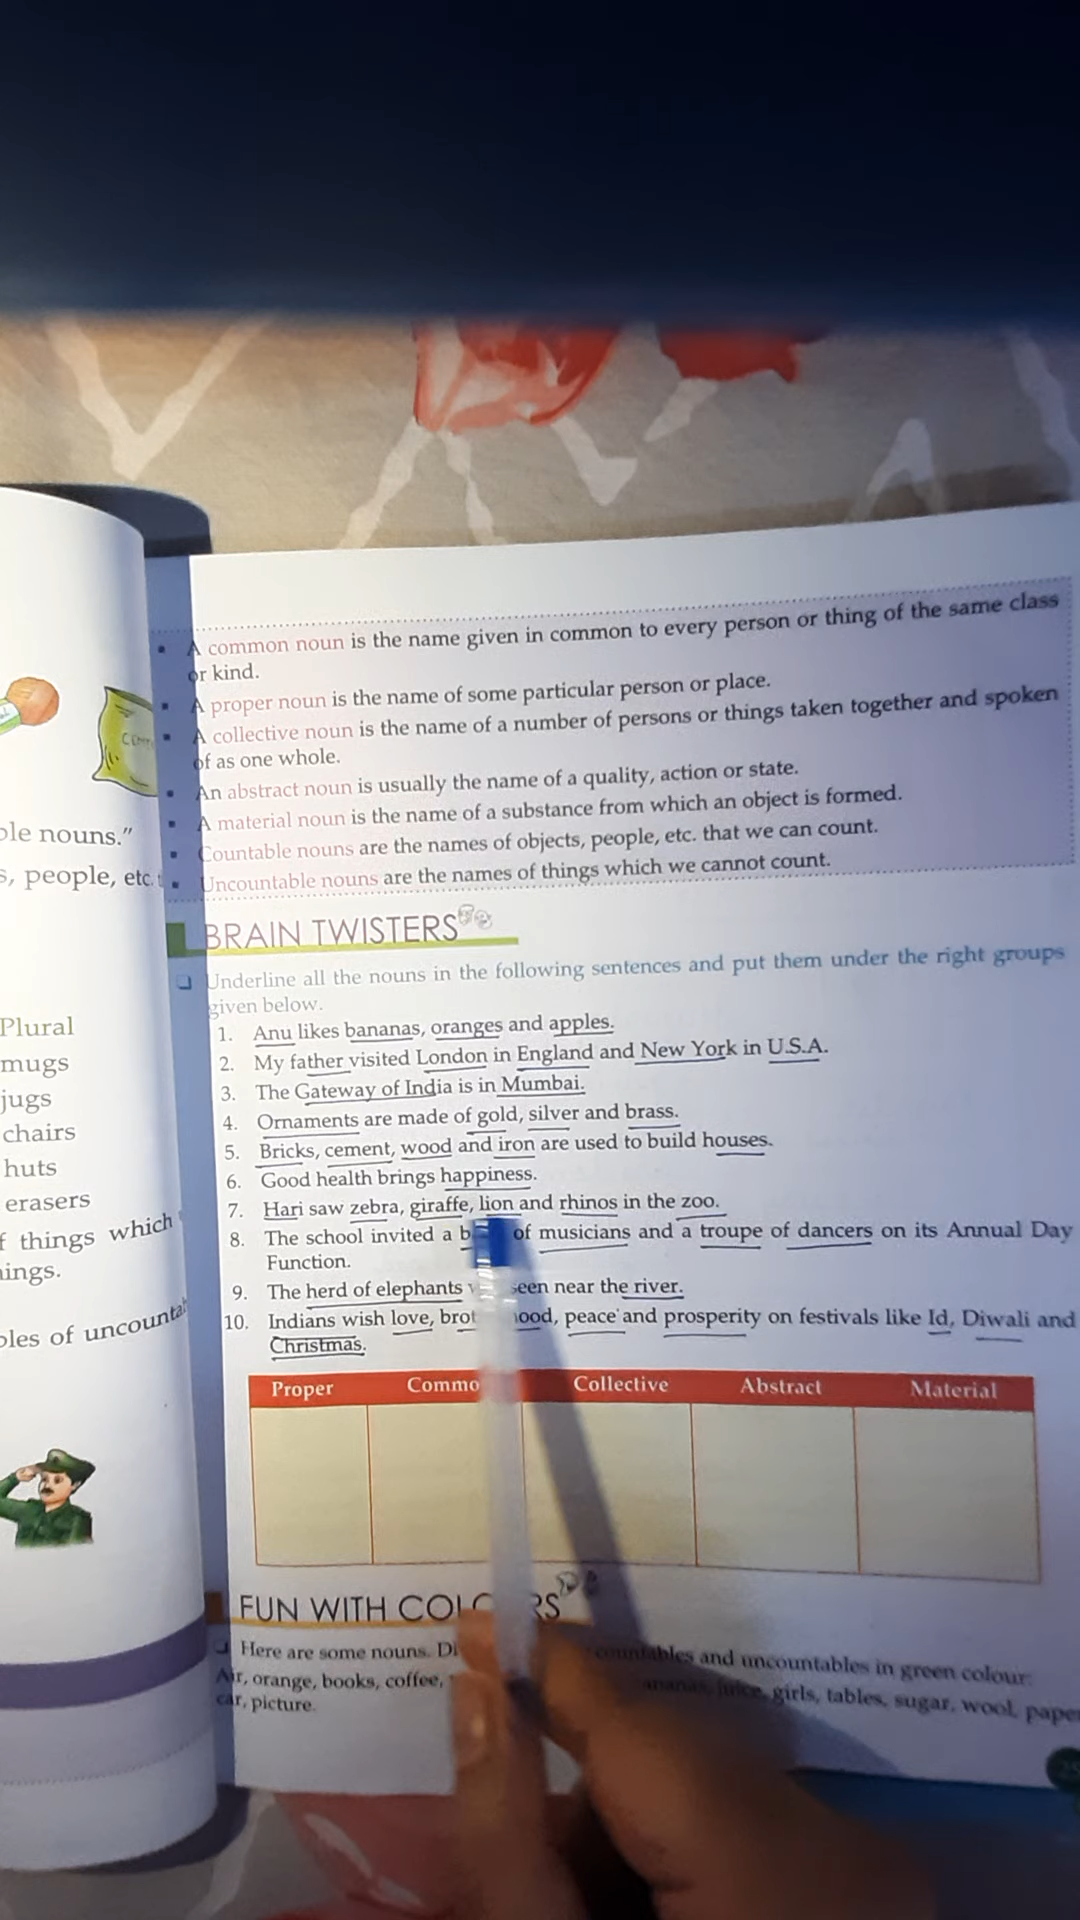 ole nouns."
s, people, etc.
Plural
mugs
jugs
chairs
huts
erasers
f things which
ings.
ples of
A common noun is the name given in common to every person or thing of the same class
or kind.
A proper noun is the name of some particular person or place.
A collective noun is the name of a number of persons or things taken together and spoken
of as one whole.
An abstract noun is usually the name of a quality, action or state.
A material noun is the name of a substance from which an object is formed.
Countable nouns are the names of objects, people, etc. that we can count.
Uncountable nouns are the names of things which we cannot count.
BRAIN TWISTERS
Underline all the nouns in the following sentences and put them under the right groups
given below.
1. Anu likes bananas, oranges and apples.
2. My father visited London in England and New York in U.S.A.
3. The Gateway of India is in Mumbai.
4. Ornaments are made of gold, silver and brass.
5. Bricks, cement, wood and iron are used to build houses.
6. Good health brings happiness.
7. Hari saw zebra, giraffe, lion and rhinos in the zoo.
8. The school invited a of musicians and a troupe of dancers on its Annual Day
Function.
9. The herd of elephants seen near the river.
10. Indians wish love, peace and prosperity on festivals like Id, Diwali and
Christmas.
Proper Commo Collective Abstract Material
FUN WITH
Here are some nouns. and uncountables in green colour:
Air, orange, books, coffee, juice, girls, tables, sugar, wool,
car, picture.